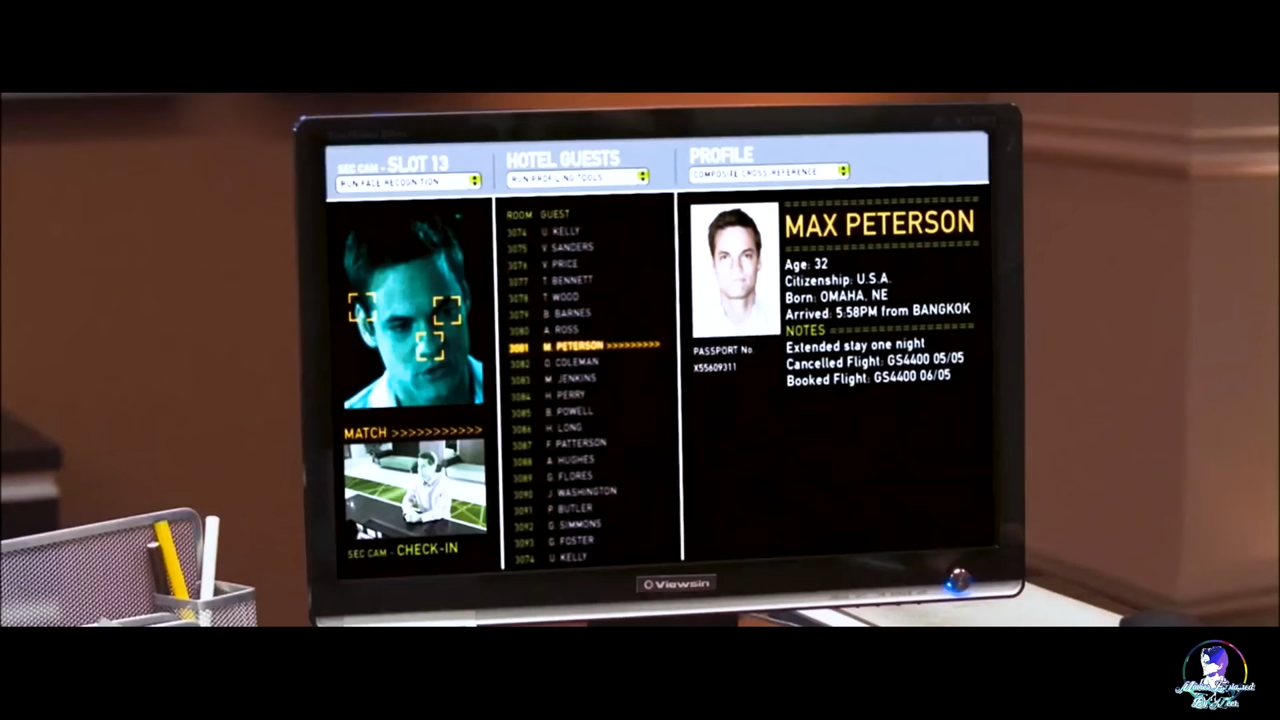 SEC CAM - SLOT 13
RUN FACE RECOGNITION
HOTEL GUESTS
RUN PROFILING TOOLS
PROFILE
COMPOSITE CROSS-REFERENCE
MATCH >>>>>>>>>>>
SEC CAM - CHECK-IN
ROOM GUEST
3074 U. KELLY
3075 V. SANDERS
3076 V. PRICE
3077 T. BENNETT
3078 T. WOOD
3079 B. BARNES
3080 A. ROSS
3081 M. PETERSON >>>>>>>>>>
3082 D. COLEMAN
3083 M. JENKINS
3084 H. PERRY
3085 B. POWELL
3086 H. LONG
3087 F. PATTERSON
3088 A. HUGHES
3089 G. FLORES
3090 J. WASHINGTON
3091 P. BUTLER
3092 G. SIMMONS
3093 G. FOSTER
3074 U. KELLY
PASSPORT No.
X55609311
MAX PETERSON
Age: 32
Citizenship: U.S.A.
Born: OMAHA, NE
Arrived: 5:58PM from BANGKOK
NOTES
Extended stay one night
Cancelled Flight: GS4400 05/05
Booked Flight: GS4400 06/05
Viewsin